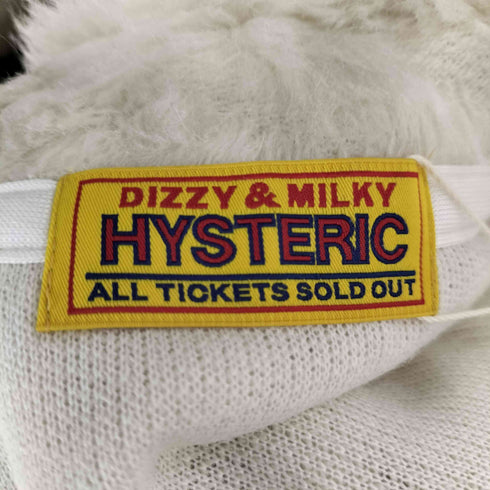 DIZZY & MILKY
HYSTERIC
ALL TICKETS SOLD OUT